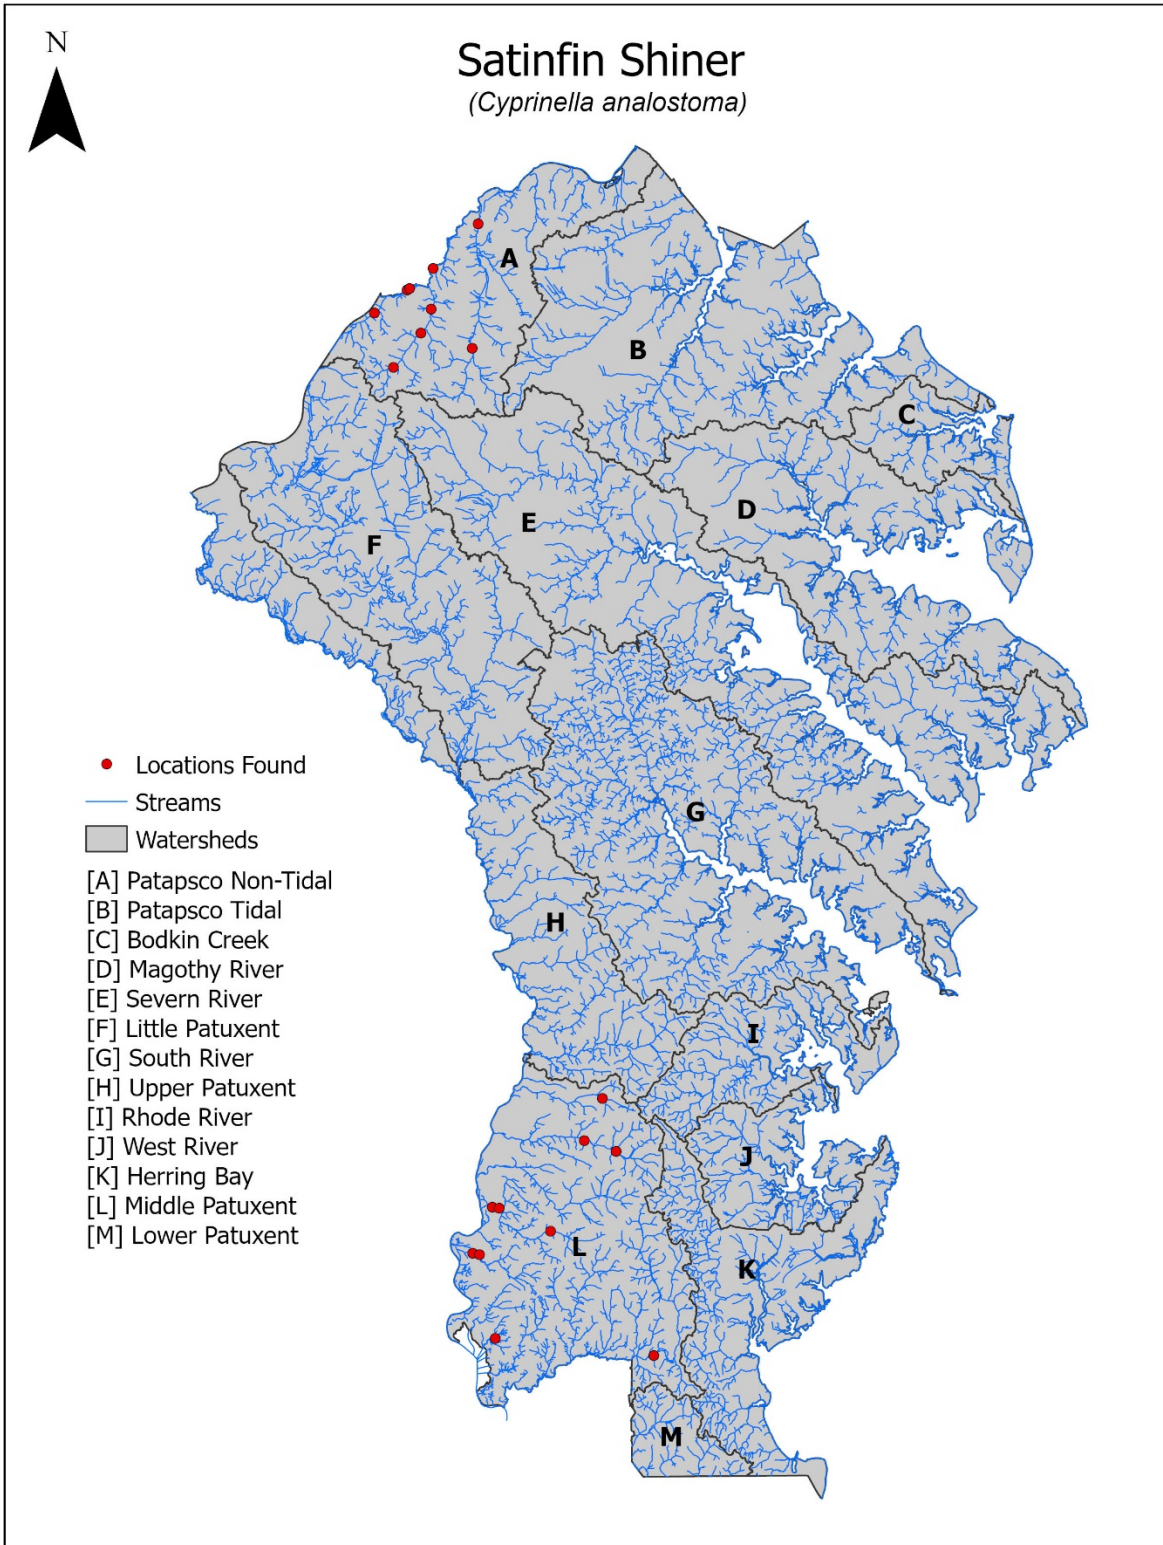 N
Satinfin Shiner
(Cyprinella analostoma)
A
B
C
D
E
F
G
H
I
J
K
L
M
Locations Found
Streams
Watersheds
[A] Patapsco Non-Tidal
[B] Patapsco Tidal
[C] Bodkin Creek
[D] Magothy River
[E] Severn River
[F] Little Patuxent
[G] South River
[H] Upper Patuxent
[I] Rhode River
[J] West River
[K] Herring Bay
[L] Middle Patuxent
[M] Lower Patuxent